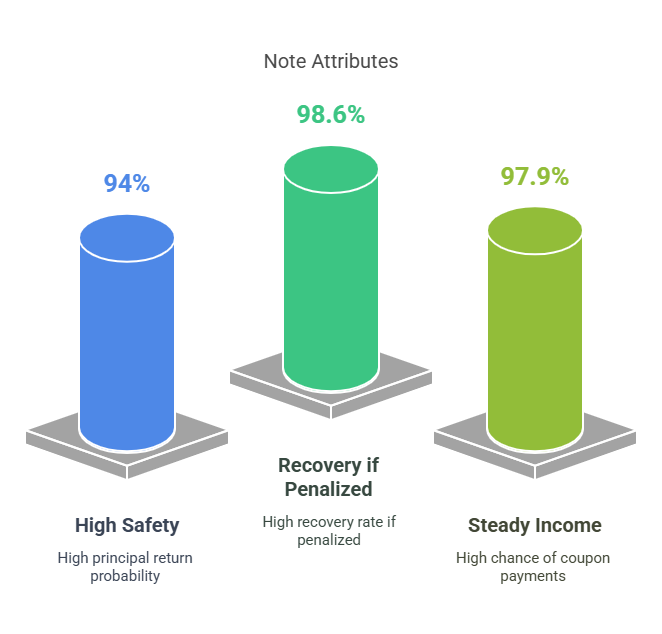 Note Attributes
98.6%
94%
97.9%
High Safety
High principal return
probability
Recovery if
Penalized
High recovery rate if
penalized
Steady Income
High chance of coupon
payments